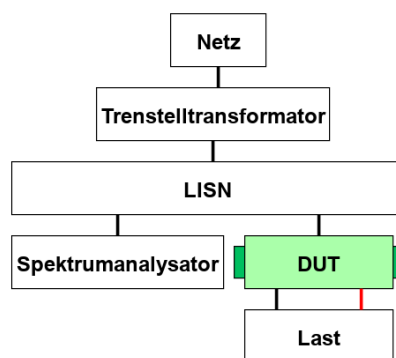 Netz
Trenstelltransformator
LISN
Spektrumanalysator
DUT
Last